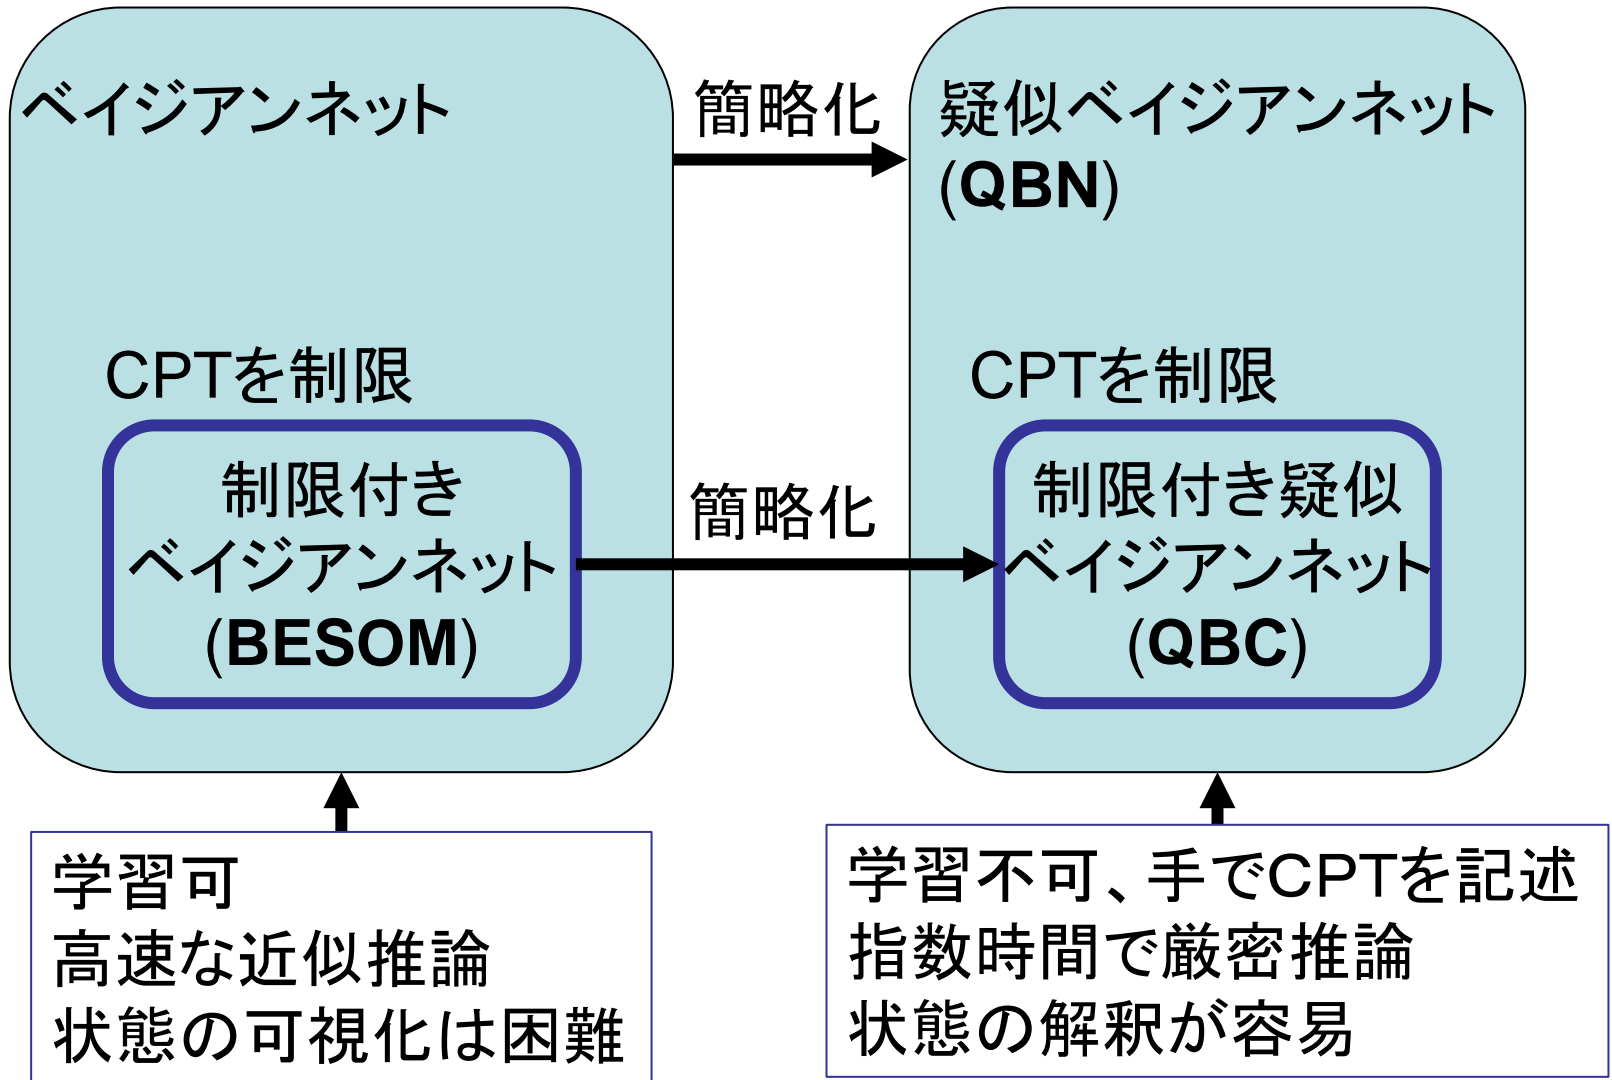 ベイジアンネット
簡略化
疑似ベイジアンネット
(QBN)
CPTを制限
CPTを制限
制限付き
ベイジアンネット
(BESOM)
簡略化
制限付き疑似
ベイジアンネット
(QBC)
学習可
高速な近似推論
状態の可視化は困難
学習不可、手でCPTを記述
指数時間で厳密推論
状態の解釈が容易